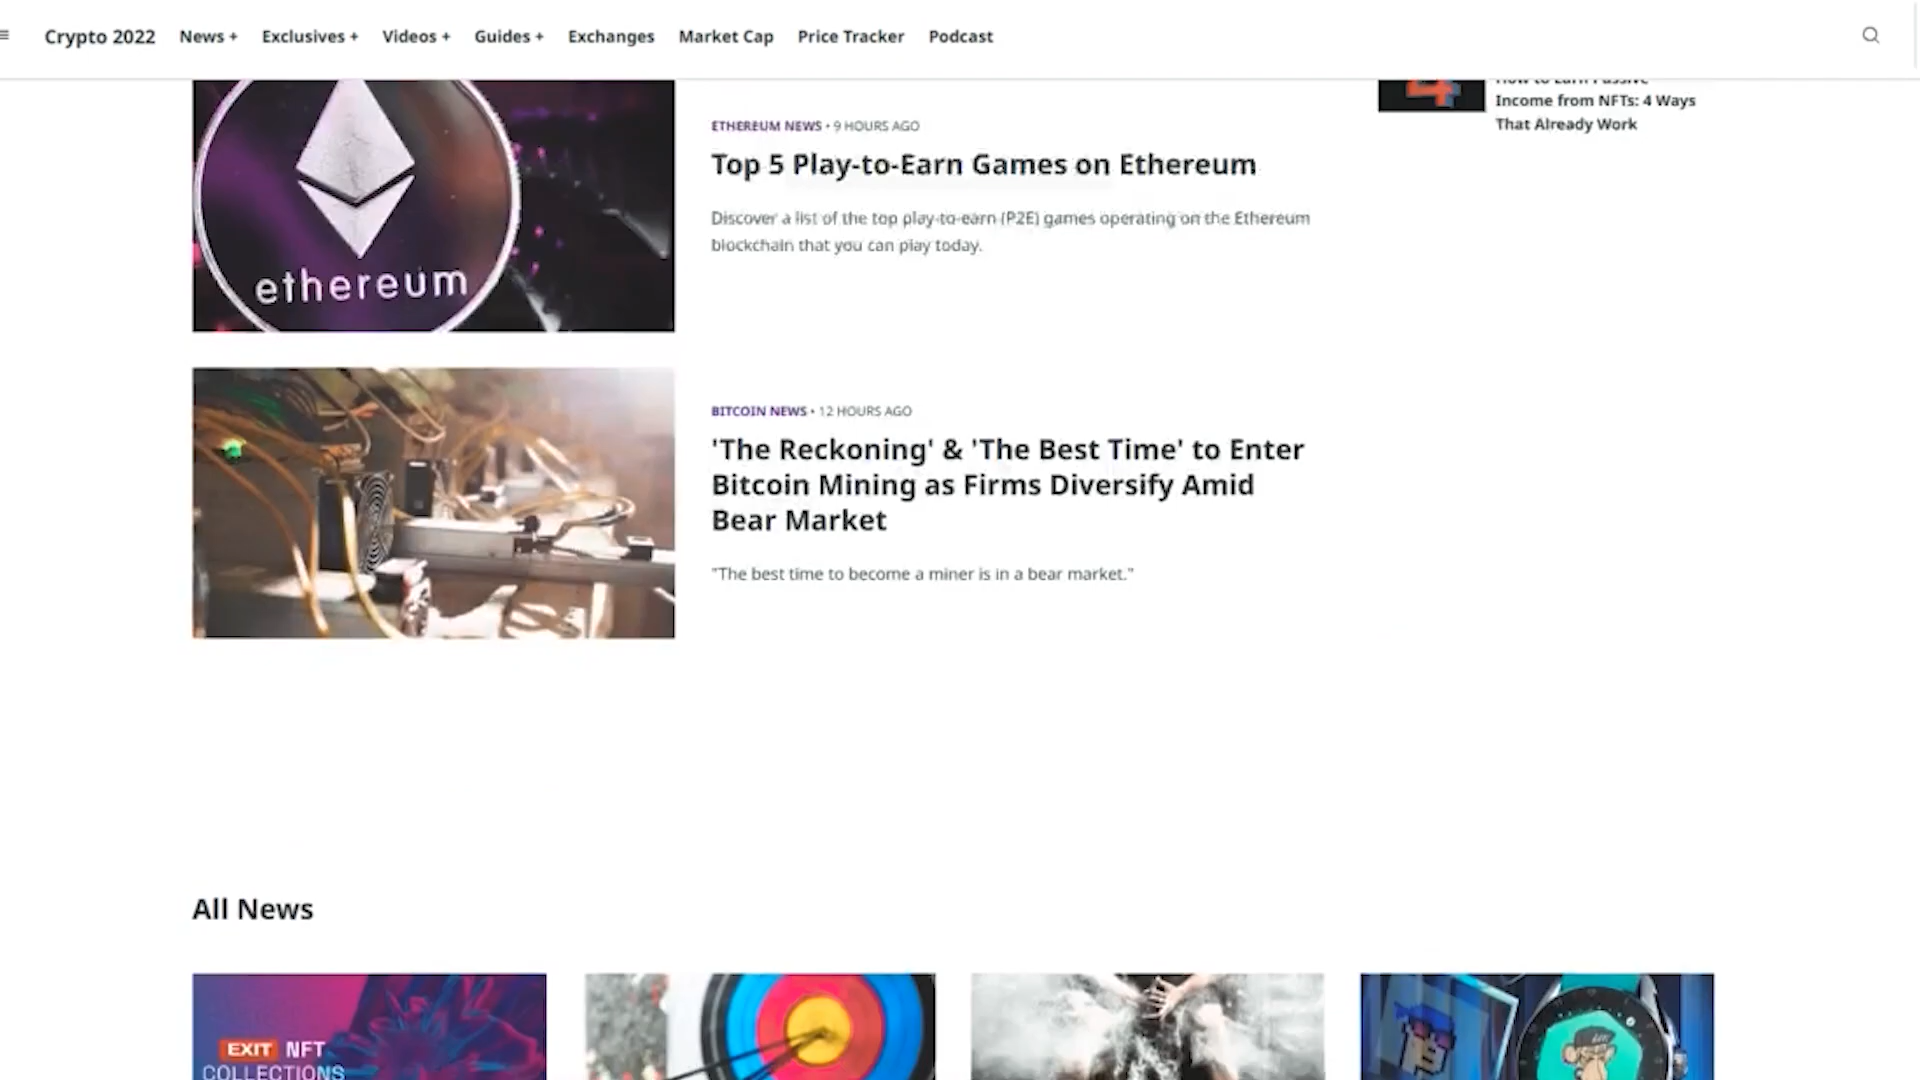 Crypto 2022 News + Exclusives + Videos + Guides + Exchanges Market Cap Price Tracker Podcast
ethereum
ETHEREUM NEWS • 9 HOURS AGO
Top 5 Play-to-Earn Games on Ethereum
Discover a list of the top play-to-earn (P2E) games operating on the Ethereum
blockchain that you can play today.
How to Earn Passive
Income from NFTs: 4 Ways
That Already Work
BITCOIN NEWS • 12 HOURS AGO
'The Reckoning' & 'The Best Time' to Enter
Bitcoin Mining as Firms Diversify Amid
Bear Market
"The best time to become a miner is in a bear market."
All News
EXIT NFT
COLLECTIONS